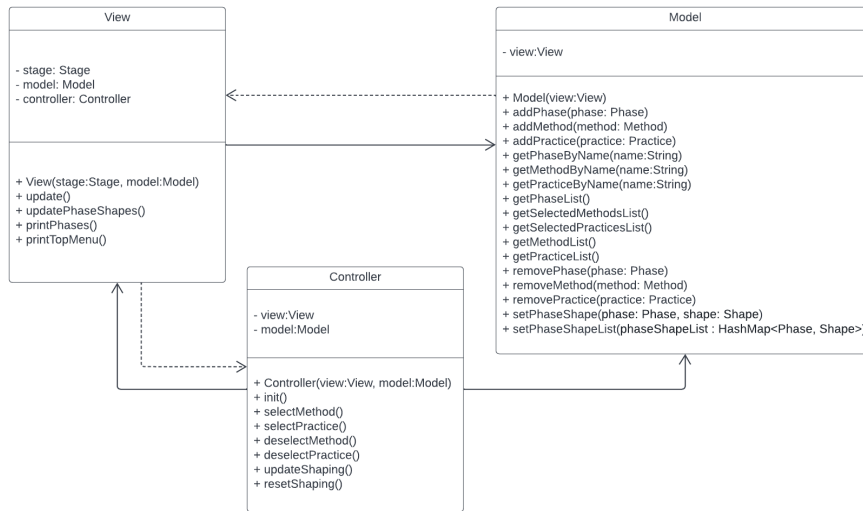 View
- stage: Stage
- model: Model
- controller: Controller
+ View(stage:Stage, model:Model)
+ update()
+ updatePhaseShapes()
+ printPhases()
+ printTopMenu()
Model
- view:View
+ Model(view:View)
+ addPhase(phase: Phase)
+ addMethod(method: Method)
+ addPractice(practice: Practice)
+ getPhaseByName(name:String)
+ getMethodByName(name:String)
+ getPracticeByName(name:String)
+ getPhaseList()
+ getSelectedMethodsList()
+ getSelectedPracticesList()
+ getMethodList()
+ getPracticeList()
+ removePhase(phase: Phase)
+ removeMethod(method: Method)
+ removePractice(practice: Practice)
+ setPhaseShape(phase: Phase, shape: Shape)
+ setPhaseShapeList(phaseShapeList : HashMap<Phase, Shape>)
Controller
- view:View
- model:Model
+ Controller(view:View, model:Model)
+ init()
+ selectMethod()
+ selectPractice()
+ deselectMethod()
+ deselectPractice()
+ updateShaping()
+ resetShaping()